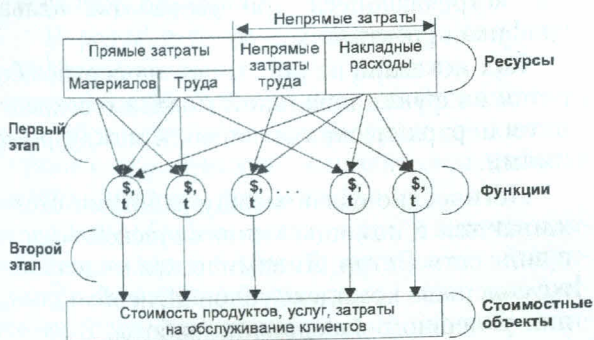 Непрямые затраты
Прямые затраты
Непрямые
затраты
труда
Накладные
расходы
Материалов
Труда
Ресурсы
Первый
этап
$,
t
$,
t
$,
t
. . .
$,
t
$,
t
Функции
Второй
этап
Стоимость продуктов, услуг, затраты
на обслуживание клиентов
Стоимостные
объекты